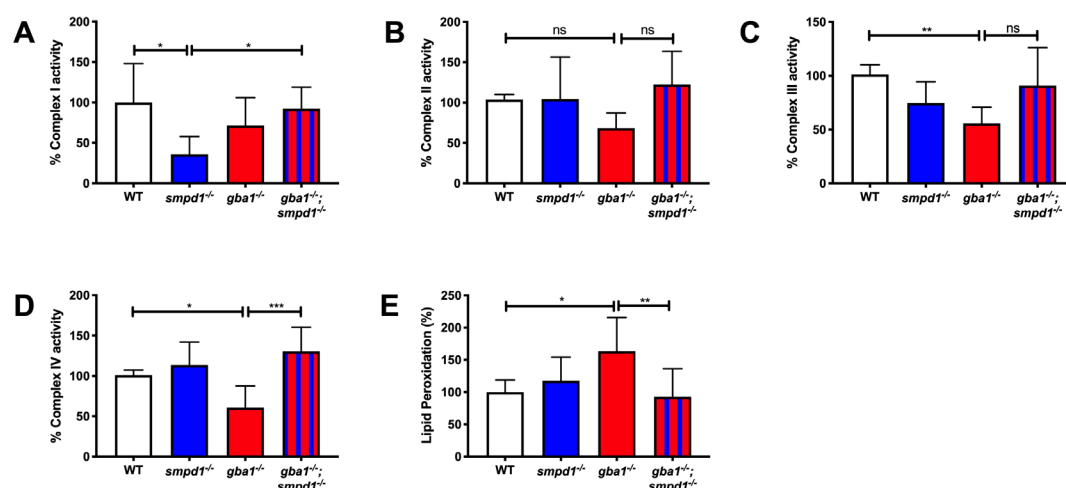 A
% Complex I activity
200
150
100
50
0
* *
WT smpd1-/- gba1-/- gba1-/-;
smpd1-/-
B
% Complex II activity
200
150
100
50
0
ns ns
WT smpd1-/- gba1-/- gba1-/-;
smpd1-/-
C
% Complex III activity
150
100
50
0
** ns
WT smpd1-/- gba1-/- gba1-/-;
smpd1-/-
D
% Complex IV activity
200
150
100
50
0
* ***
WT smpd1-/- gba1-/- gba1-/-;
smpd1-/-
E
Lipid Peroxidation (%)
250
200
150
100
50
0
* **
WT smpd1-/- gba1-/- gba1-/-;
smpd1-/-